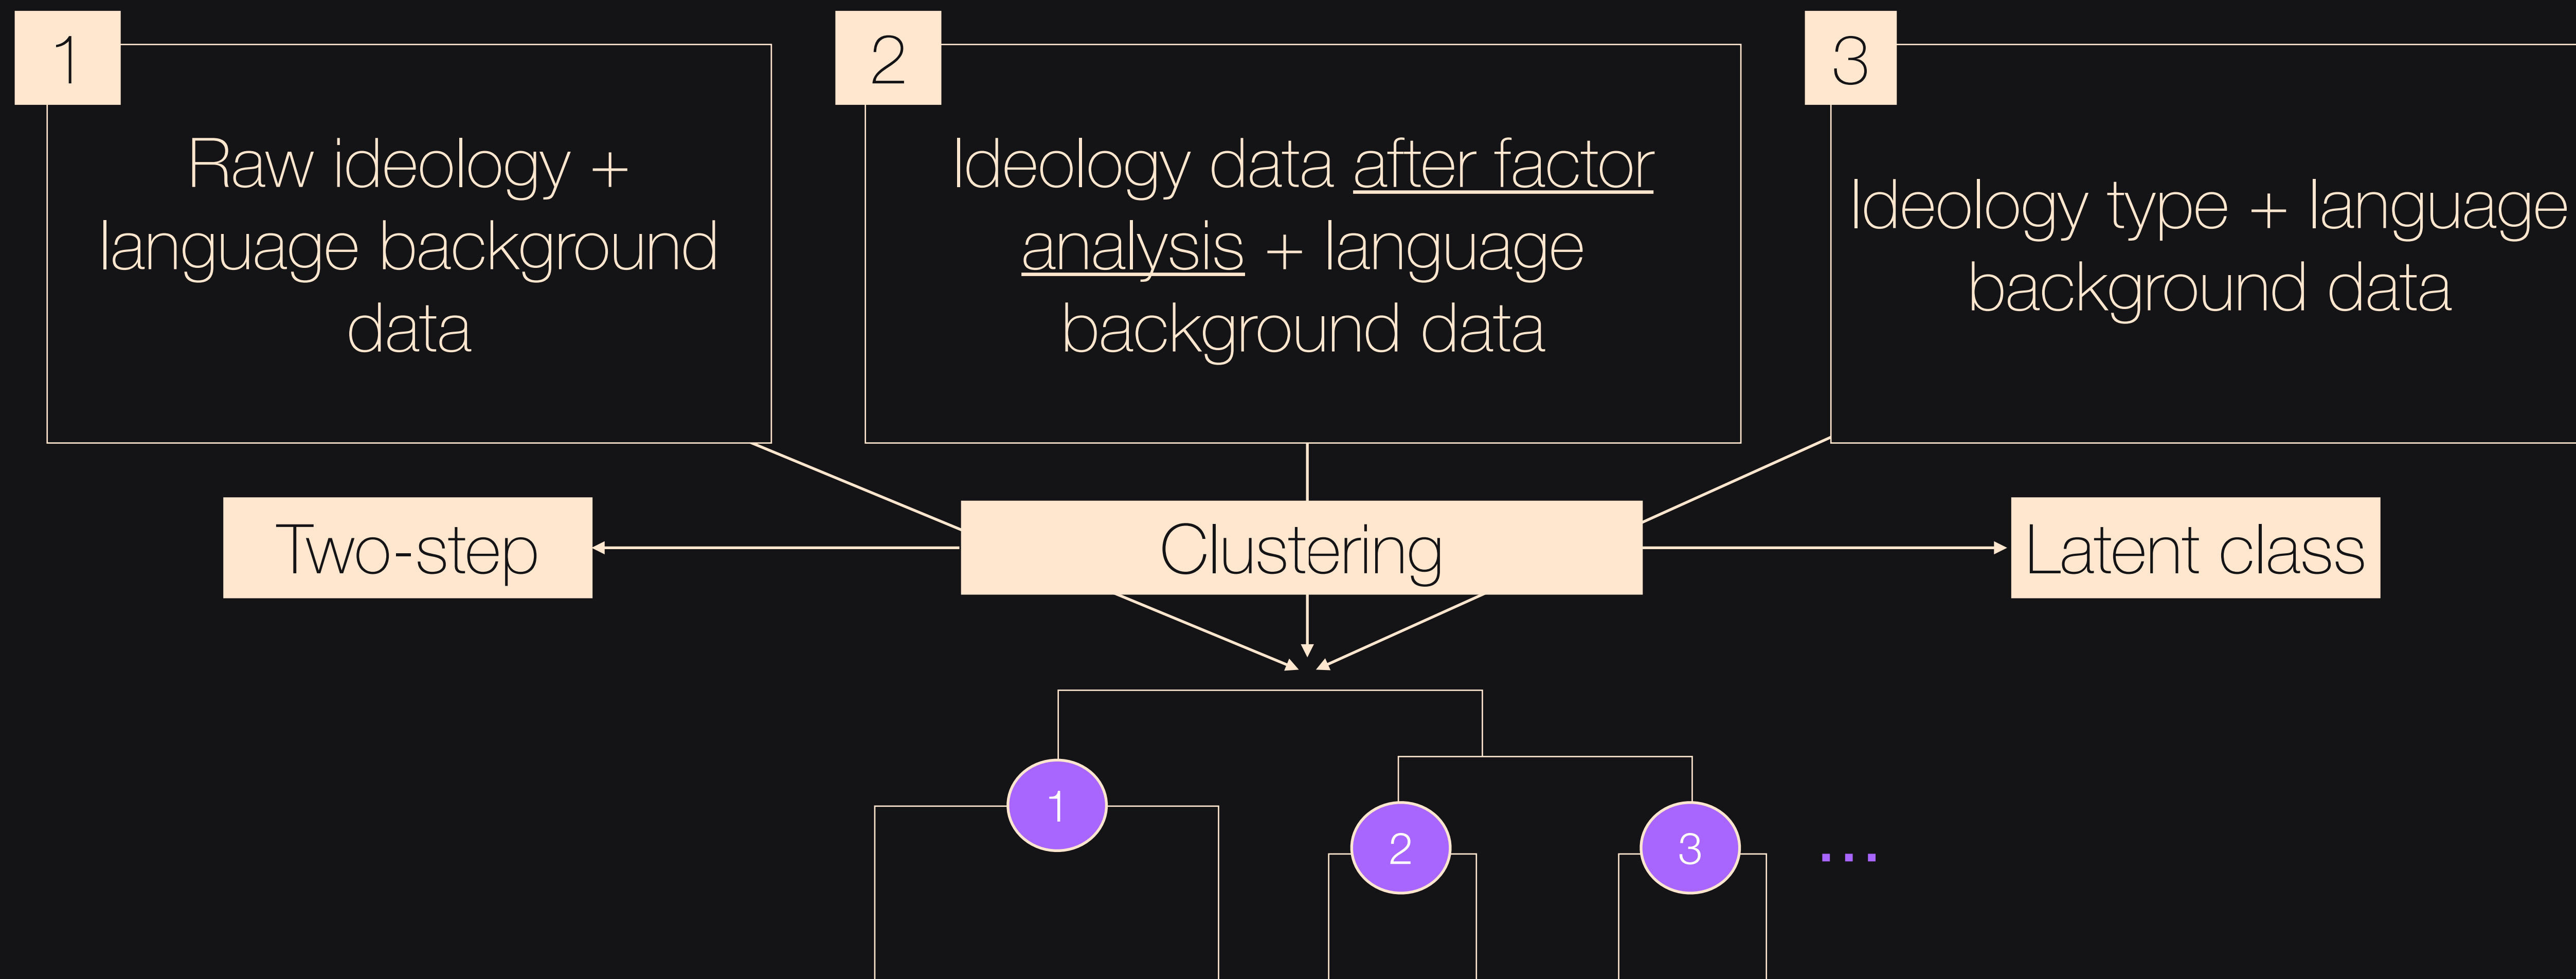 1
Raw ideology +
language background
data
2
Ideology data after factor
analysis + language
background data
3
Ideology type + language
background data
Two-step
Clustering
Latent class
1
2
3
...